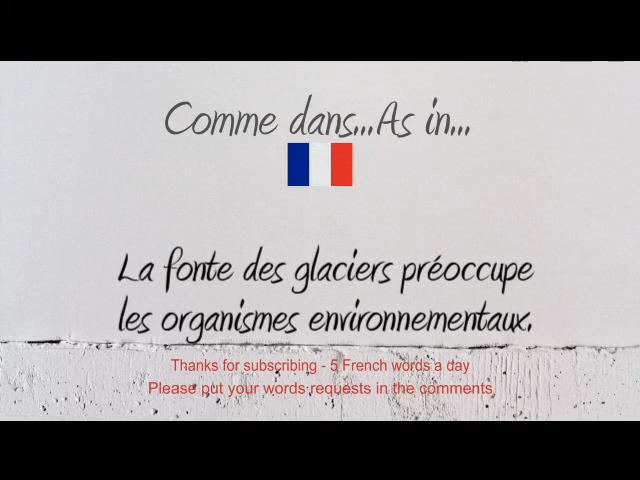 Comme dans...As in...
La fonte des glaciers préoccupe
les organismes environnementaux.
Thanks for subscribing - 5 French words a day
Please put your words requests in the comments